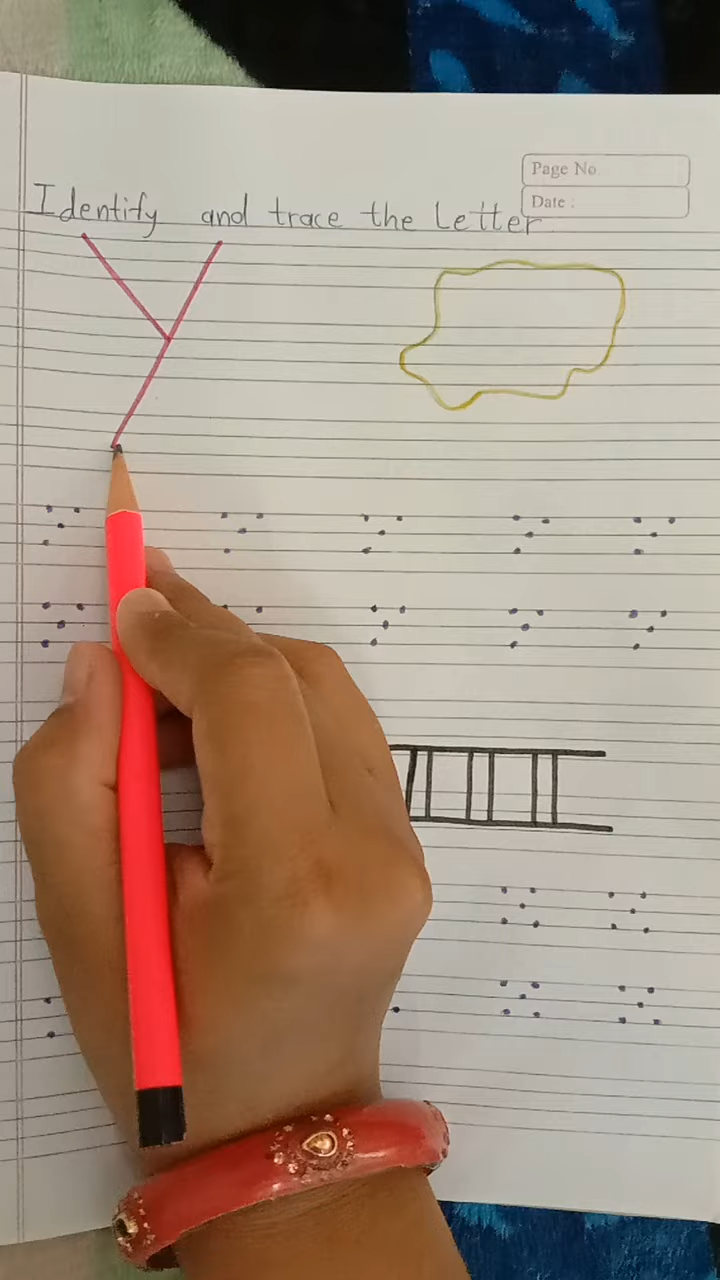 Page No.
Date :
Identify and trace the Letter
y